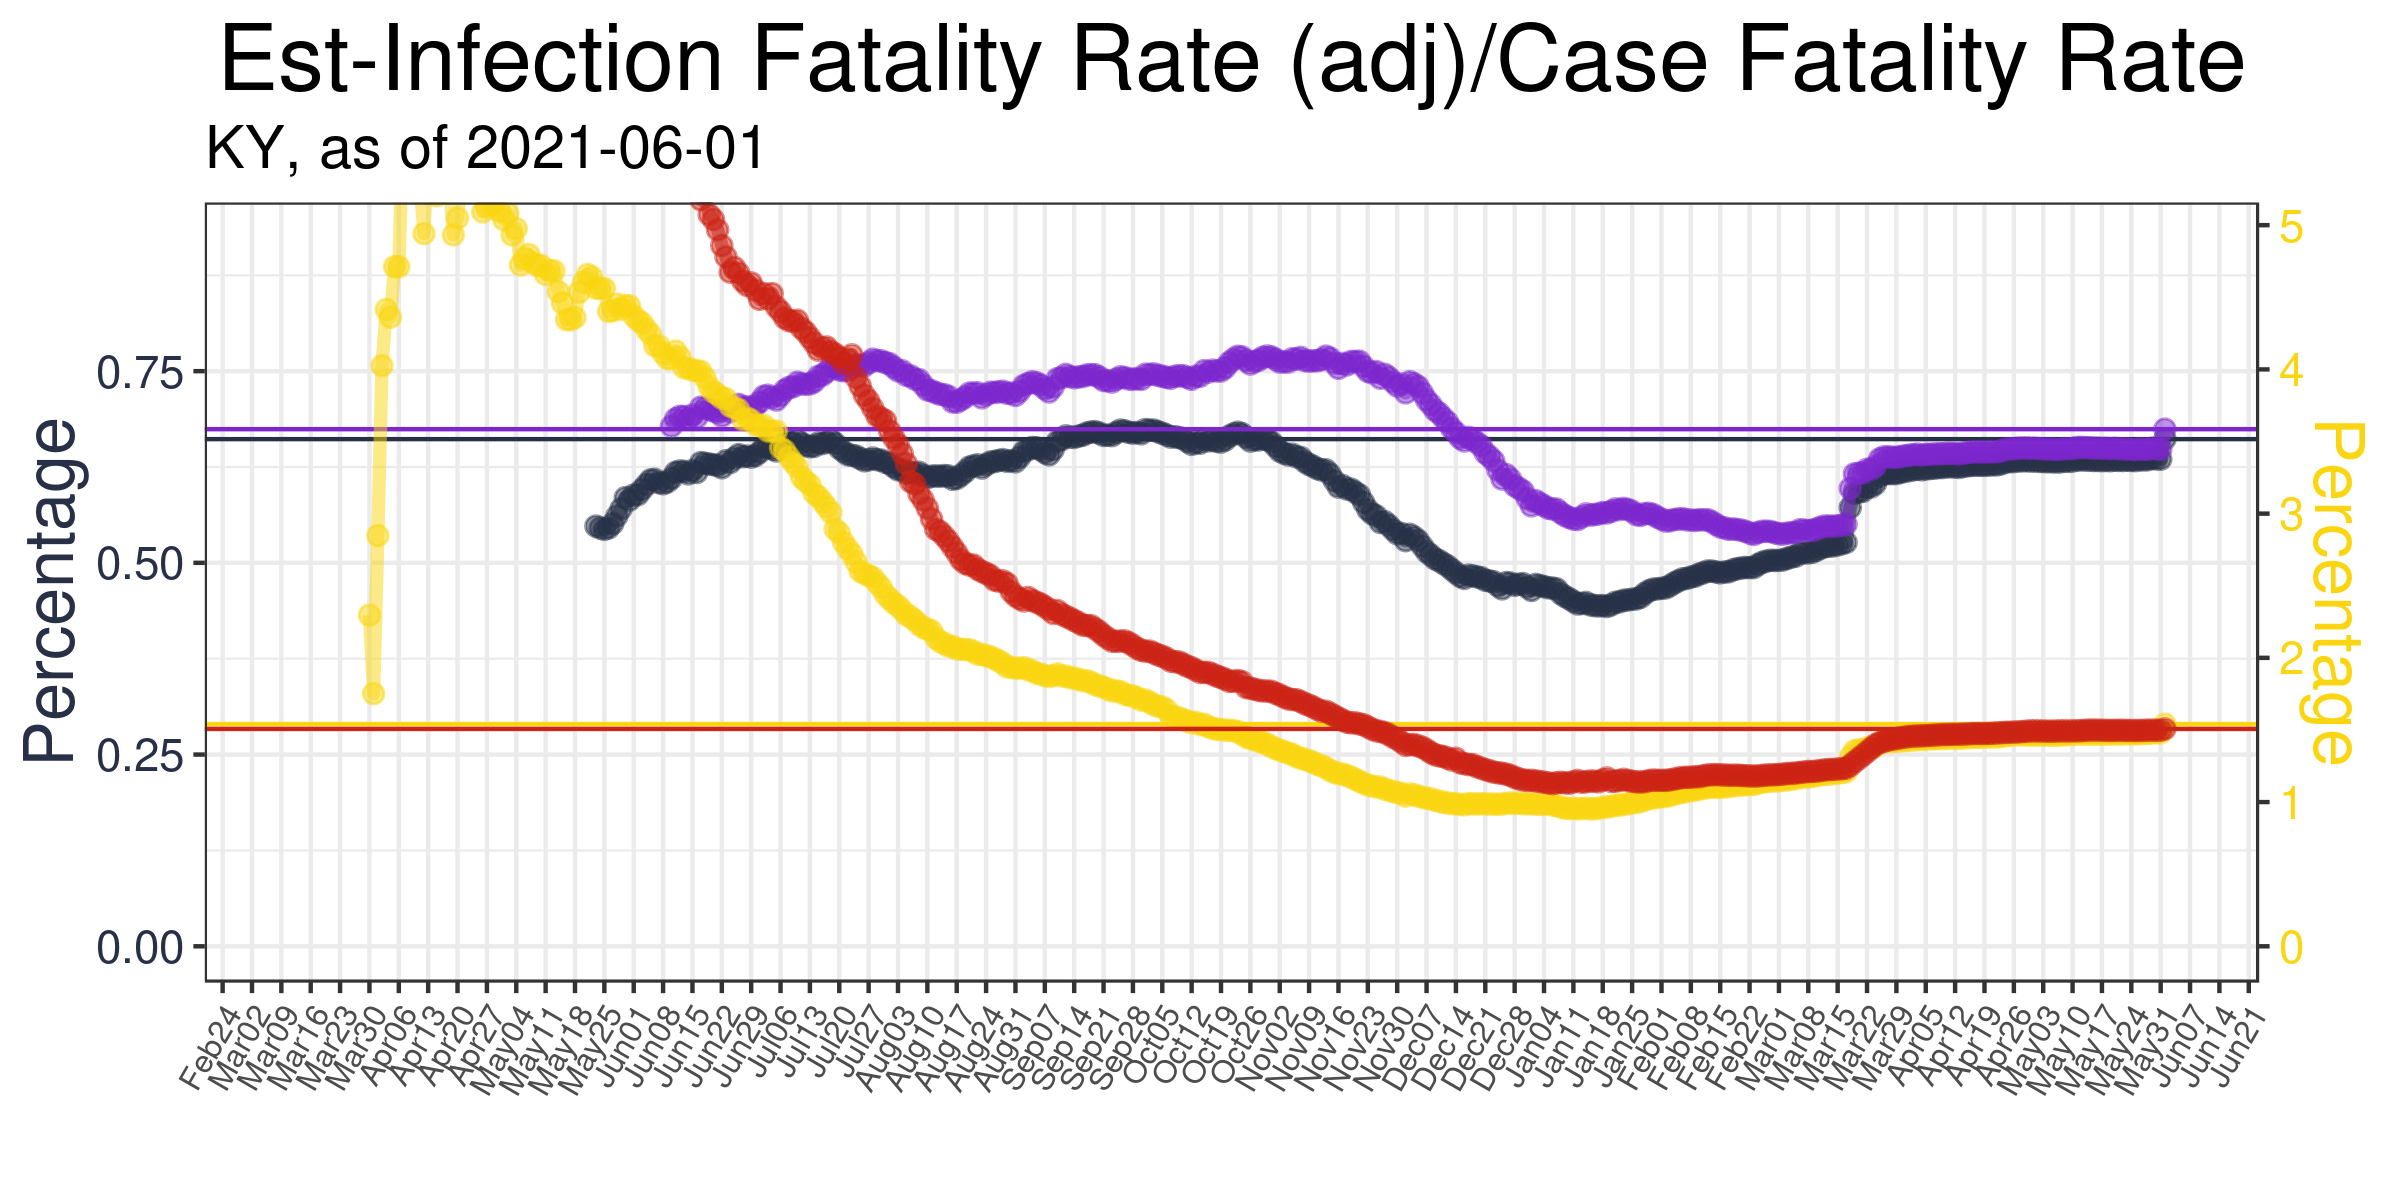 Est-Infection Fatality Rate (adj)/Case Fatality Rate
KY, as of 2021-06-01
Percentage
0.75
0.50
0.25
0.00
5
4
3
2
1
0
Percentage
Feb24
Mar02
Mar09
Mar16
Mar23
Mar30
Apr06
Apr13
Apr20
Apr27
May04
May11
May18
May25
Jun01
Jun08
Jun15
Jun22
Jun29
Jul06
Jul13
Jul20
Jul27
Aug03
Aug10
Aug17
Aug24
Aug31
Sep07
Sep14
Sep21
Sep28
Oct05
Oct12
Oct19
Oct26
Nov02
Nov09
Nov16
Nov23
Nov30
Dec07
Dec14
Dec21
Dec28
Jan04
Jan11
Jan18
Jan25
Feb01
Feb08
Feb15
Feb22
Mar01
Mar08
Mar15
Mar22
Mar29
Apr05
Apr12
Apr19
Apr26
May03
May10
May17
May24
May31
Jun07
Jun14
Jun21